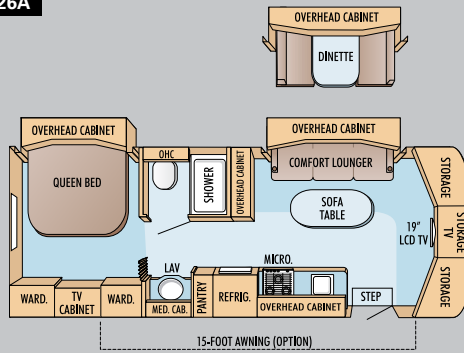 26A
OVERHEAD CABINET
DINETTE
OVERHEAD CABINET
QUEEN BED
OHC
SHOWER
OVERHEAD CABINET
OVERHEAD CABINET
COMFORT LOUNGER
SOFA
TABLE
19"
LCD TV
STORAGE
STORAGE
TV
STORAGE
WARD.
TV
CABINET
WARD.
LAV
MED. CAB.
PANTRY
REFRIG.
MICRO.
OVERHEAD CABINET
STEP
15-FOOT AWNING (OPTION)